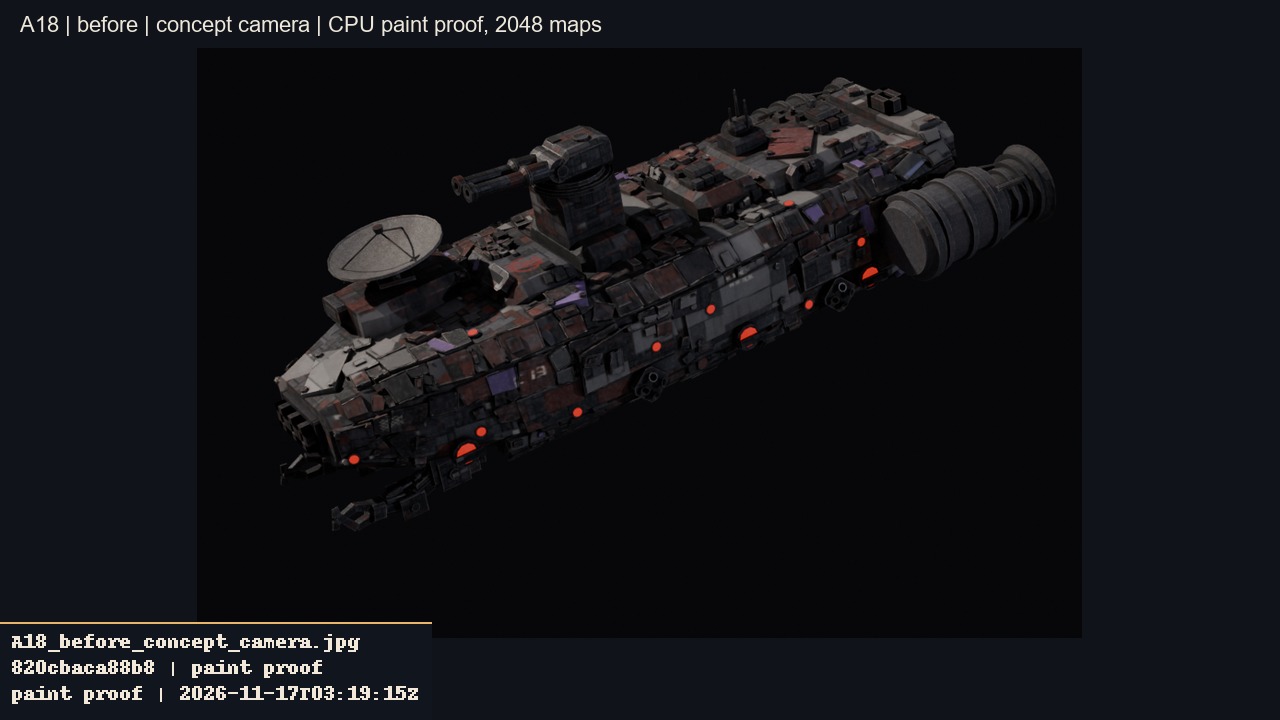 A18 | before | concept camera | CPU paint proof, 2048 maps
13
A18_before_concept_camera.jpg
820cbaca88b8 | paint proof
paint proof | 2026-11-17T03:19:15Z